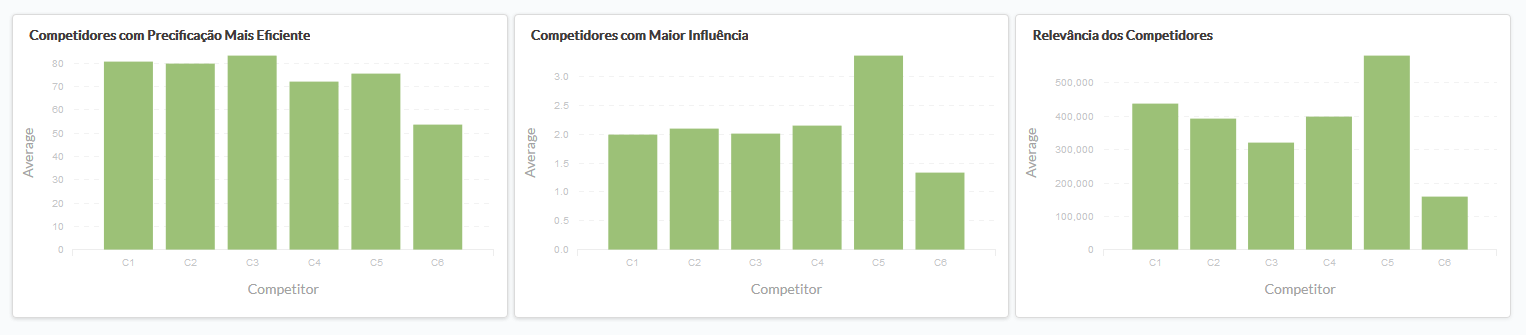 Competidores com Precificação Mais Eficiente
80
70
60
50
40
30
20
10
0
Average
C1 C2 C3 C4 C5 C6
Competitor
Competidores com Maior Influência
3.0
2.5
2.0
1.5
1.0
0.5
0.0
Average
C1 C2 C3 C4 C5 C6
Competitor
Relevância dos Competidores
500,000
400,000
300,000
200,000
100,000
0
Average
C1 C2 C3 C4 C5 C6
Competitor